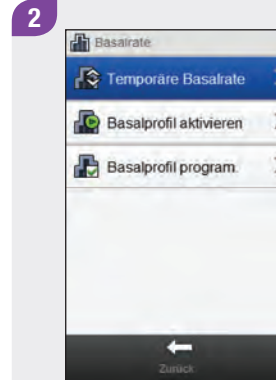 2
Basalrate
Temporäre Basalrate
Basalprofil aktivieren
Basalprofil program.
Zurück